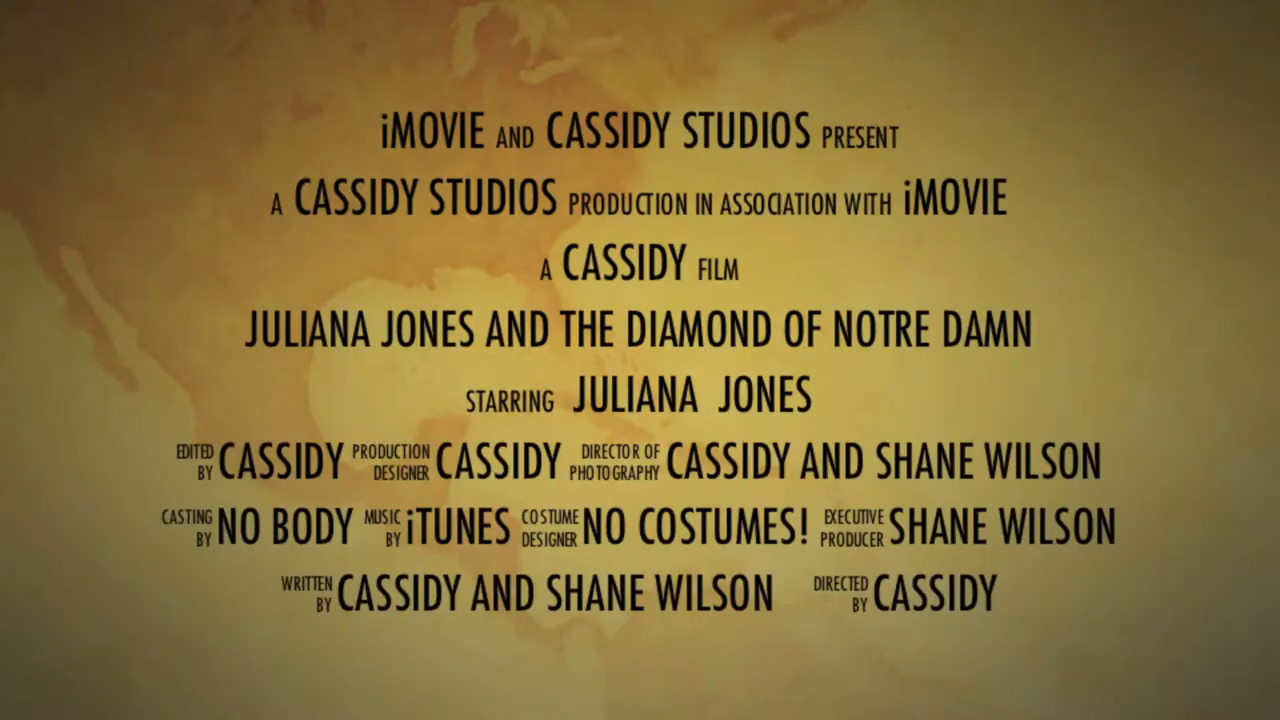 iMOVIE AND CASSIDY STUDIOS PRESENT
A CASSIDY STUDIOS PRODUCTION IN ASSOCIATION WITH iMOVIE
A CASSIDY FILM
JULIANA JONES AND THE DIAMOND OF NOTRE DAMN
STARRING JULIANA JONES
EDITED BY CASSIDY PRODUCTION DESIGNER CASSIDY DIRECTOR OF PHOTOGRAPHY CASSIDY AND SHANE WILSON
CASTING BY NO BODY MUSIC BY iTUNES COSTUME DESIGNER NO COSTUMES! EXECUTIVE PRODUCER SHANE WILSON
WRITTEN BY CASSIDY AND SHANE WILSON DIRECTED BY CASSIDY